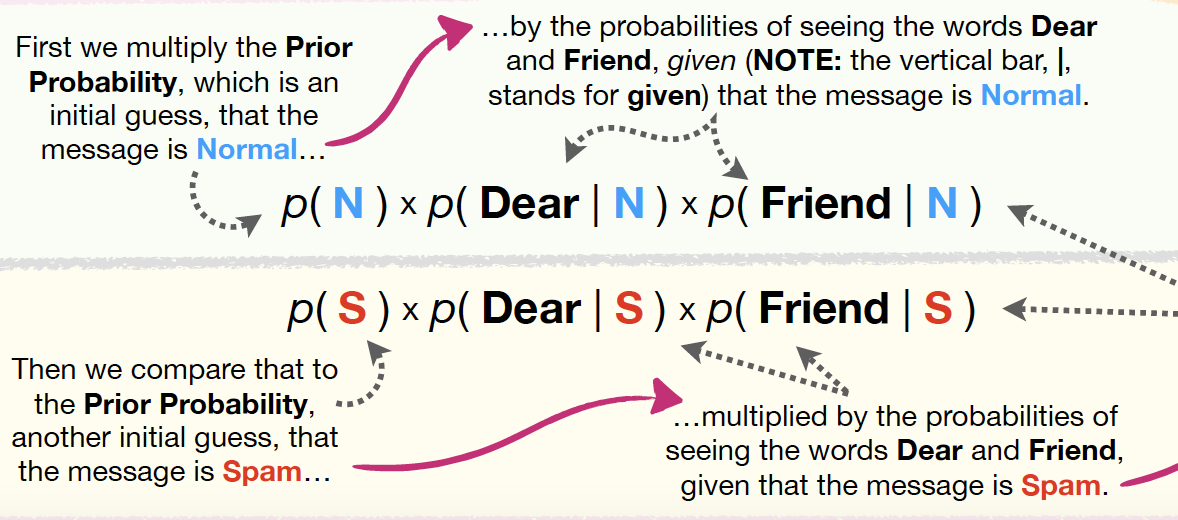 First we multiply the Prior
Probability, which is an
initial guess, that the
message is Normal…
…by the probabilities of seeing the words Dear
and Friend, given (NOTE: the vertical bar, |,
stands for given) that the message is Normal.
p( N ) x p( Dear | N ) x p( Friend | N )
p( S ) x p( Dear | S ) x p( Friend | S )
Then we compare that to
the Prior Probability,
another initial guess, that
the message is Spam…
…multiplied by the probabilities of
seeing the words Dear and Friend,
given that the message is Spam.